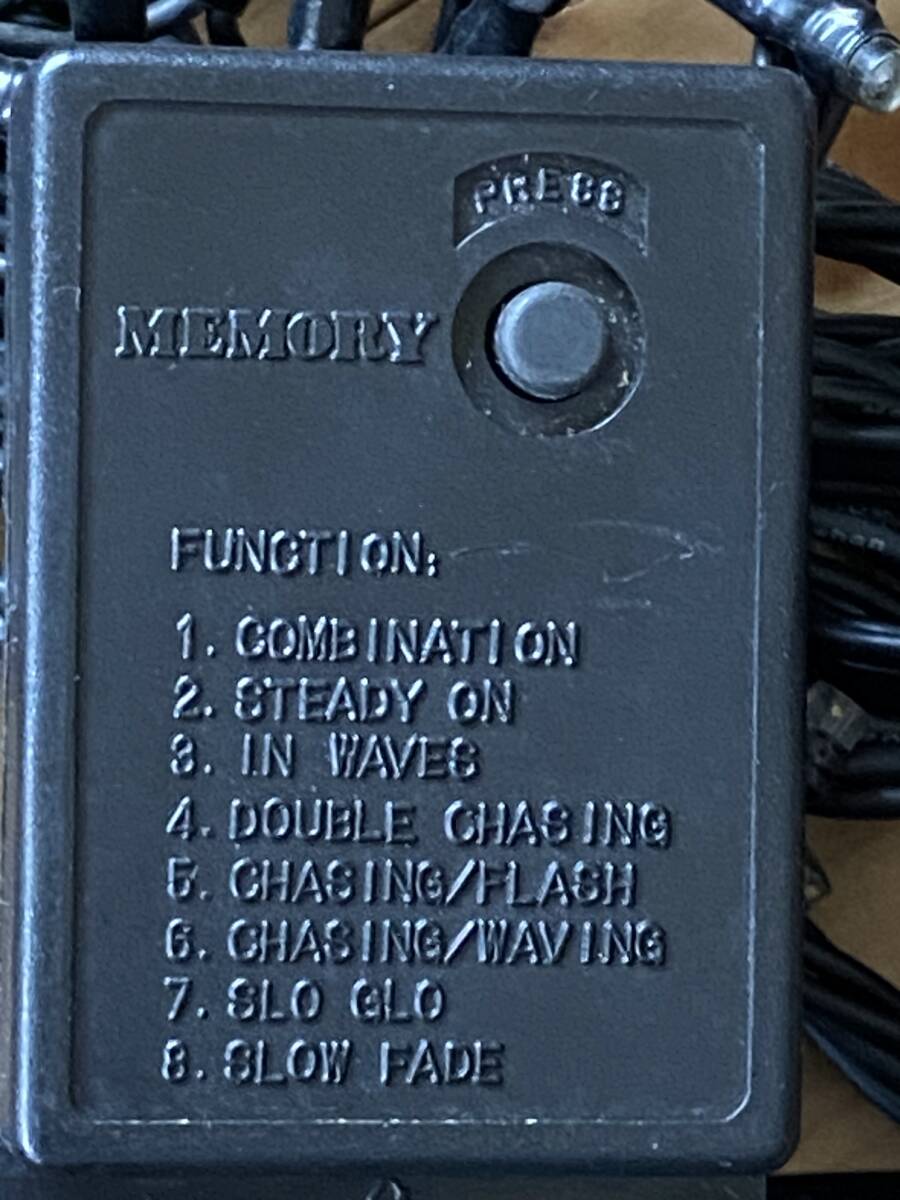 PRESS
MEMORY
FUNCTION:
1. COMBINATION
2. STEADY ON
3. IN WAVES
4. DOUBLE CHASING
5. CHASING/FLASH
6. CHASING/WAVING
7. SLO GLO
8. SLOW FADE